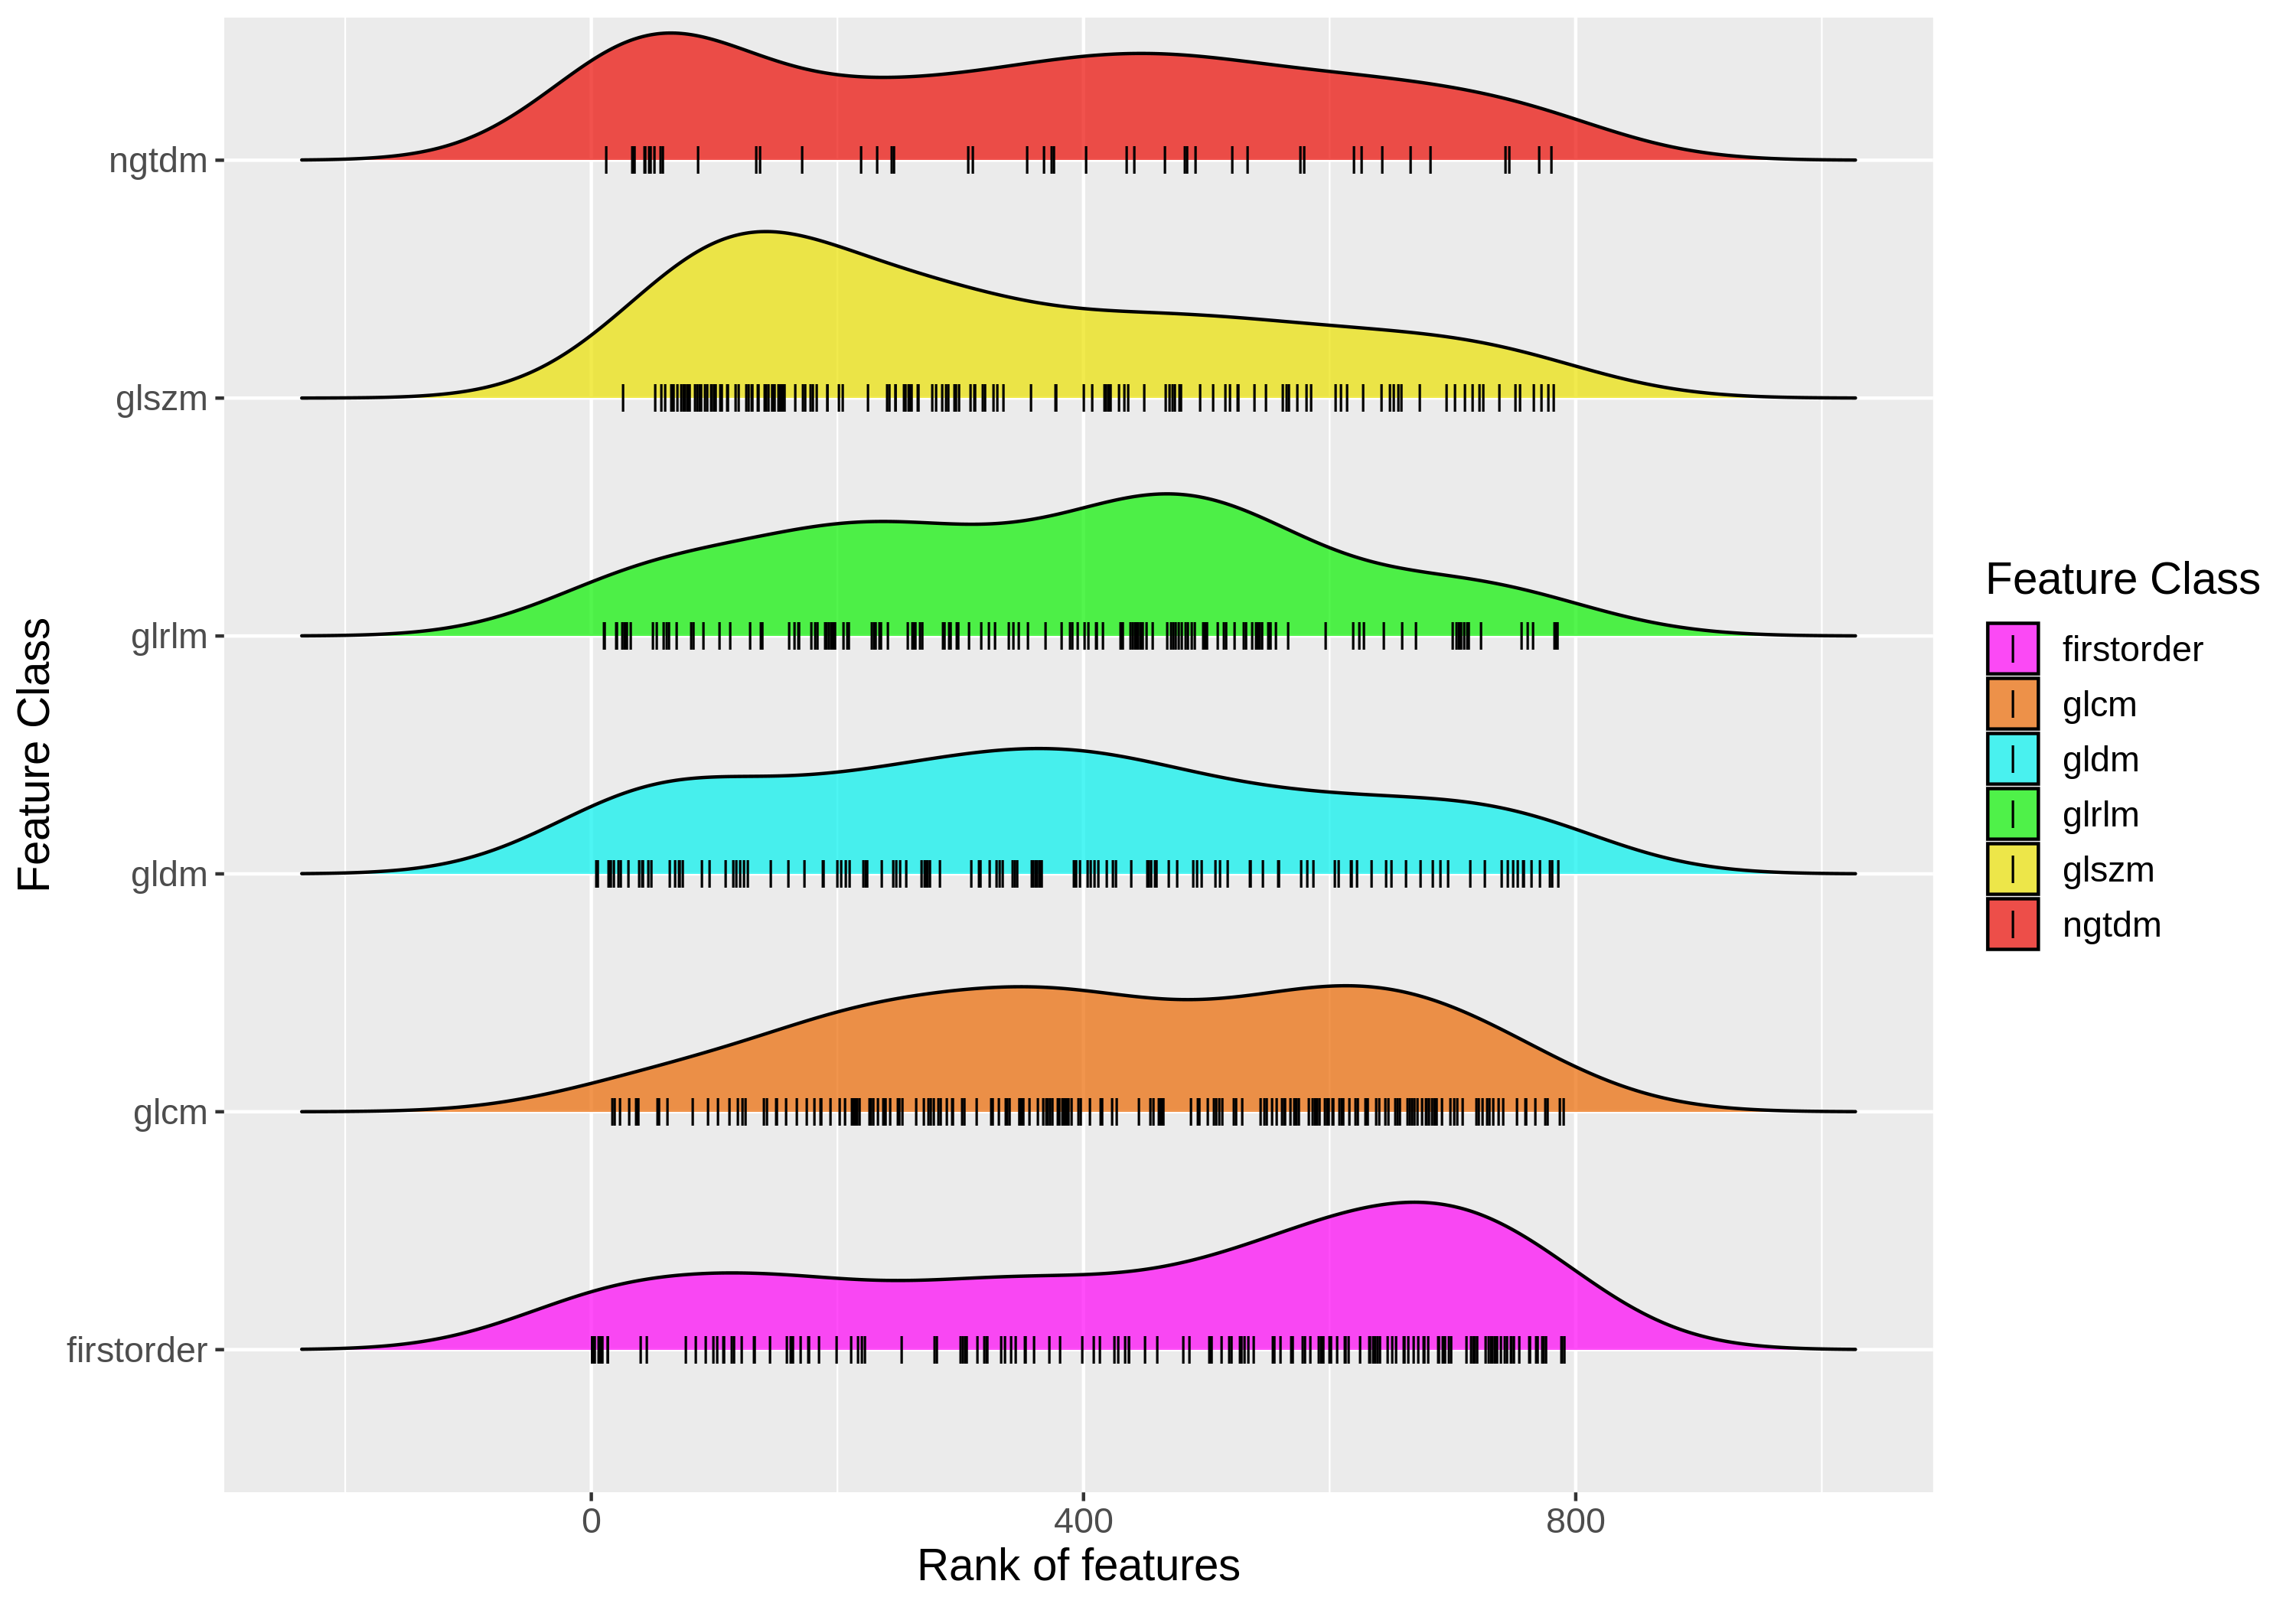 Feature Class
ngtdm
glszm
glrlm
gldm
glcm
firstorder
0 400 800
Rank of features
Feature Class
firstorder
glcm
gldm
glrlm
glszm
ngtdm